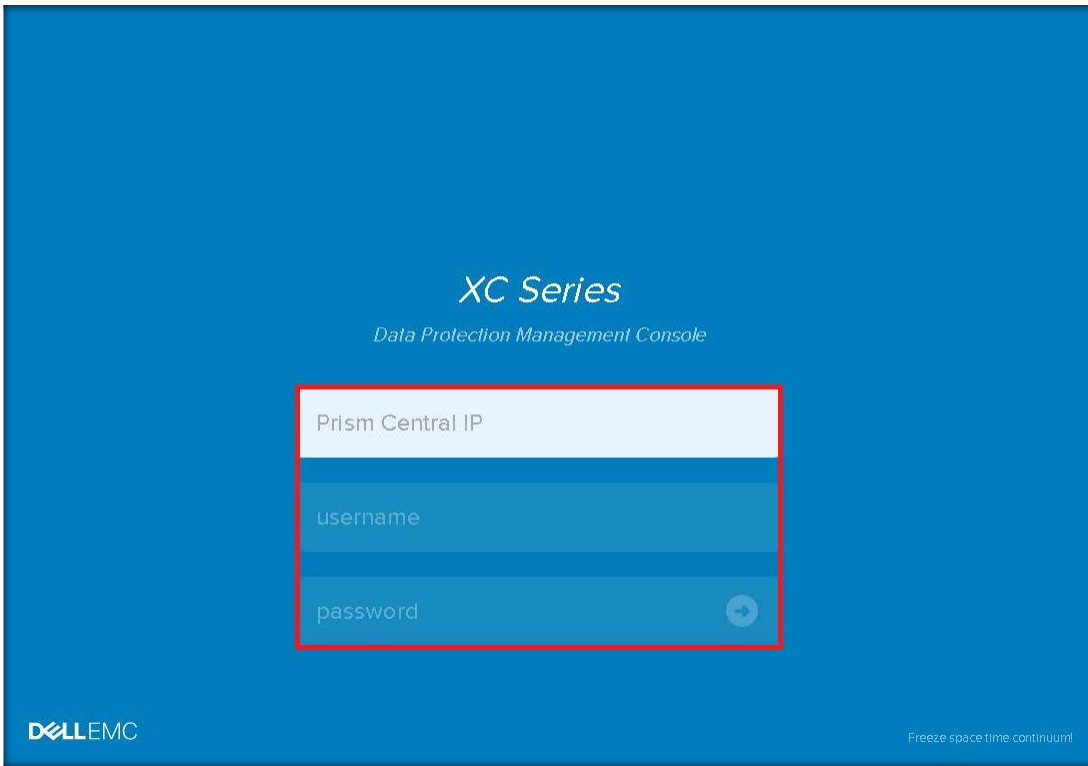 XC Series
Data Protection Management Console
Prism Central IP
username
password
DELLEMC
Freeze space time continuum!